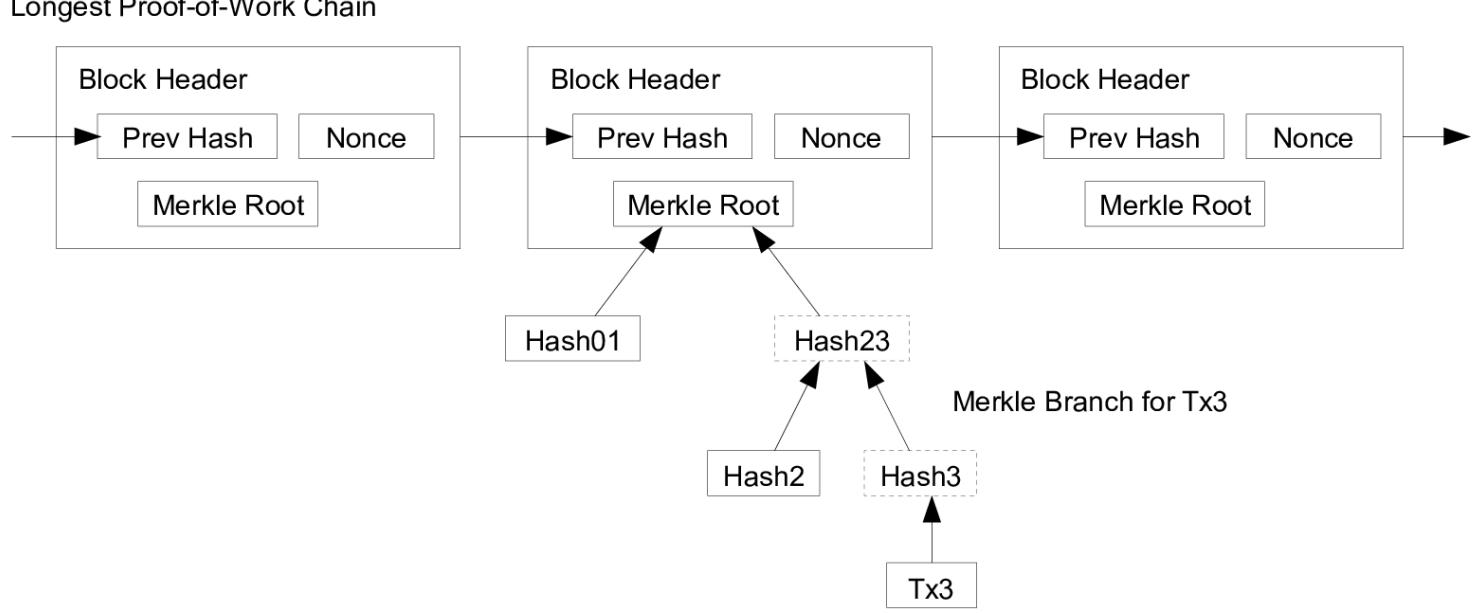 Longest Proof-of-Work Chain
Block Header Block Header Block Header
Prev Hash Nonce Prev Hash Nonce Prev Hash Nonce
Merkle Root Merkle Root Merkle Root
Hash01 Hash23
Merkle Branch for Tx3
Hash2 Hash3
Tx3